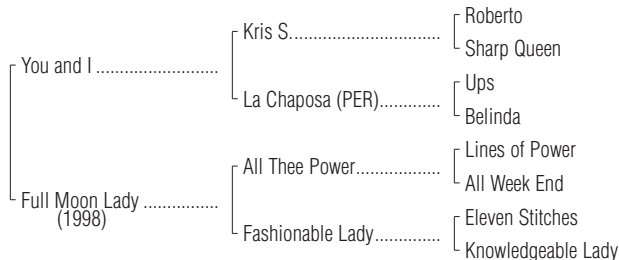 Roberto
Kris S.................................
Sharp Queen
You and I .........................
Ups
La Chaposa (PER).............
Belinda
Lines of Power
All Thee Power..................
All Week End
Full Moon Lady ................
(1998)
Eleven Stitches
Fashionable Lady..............
Knowledgeable Lady